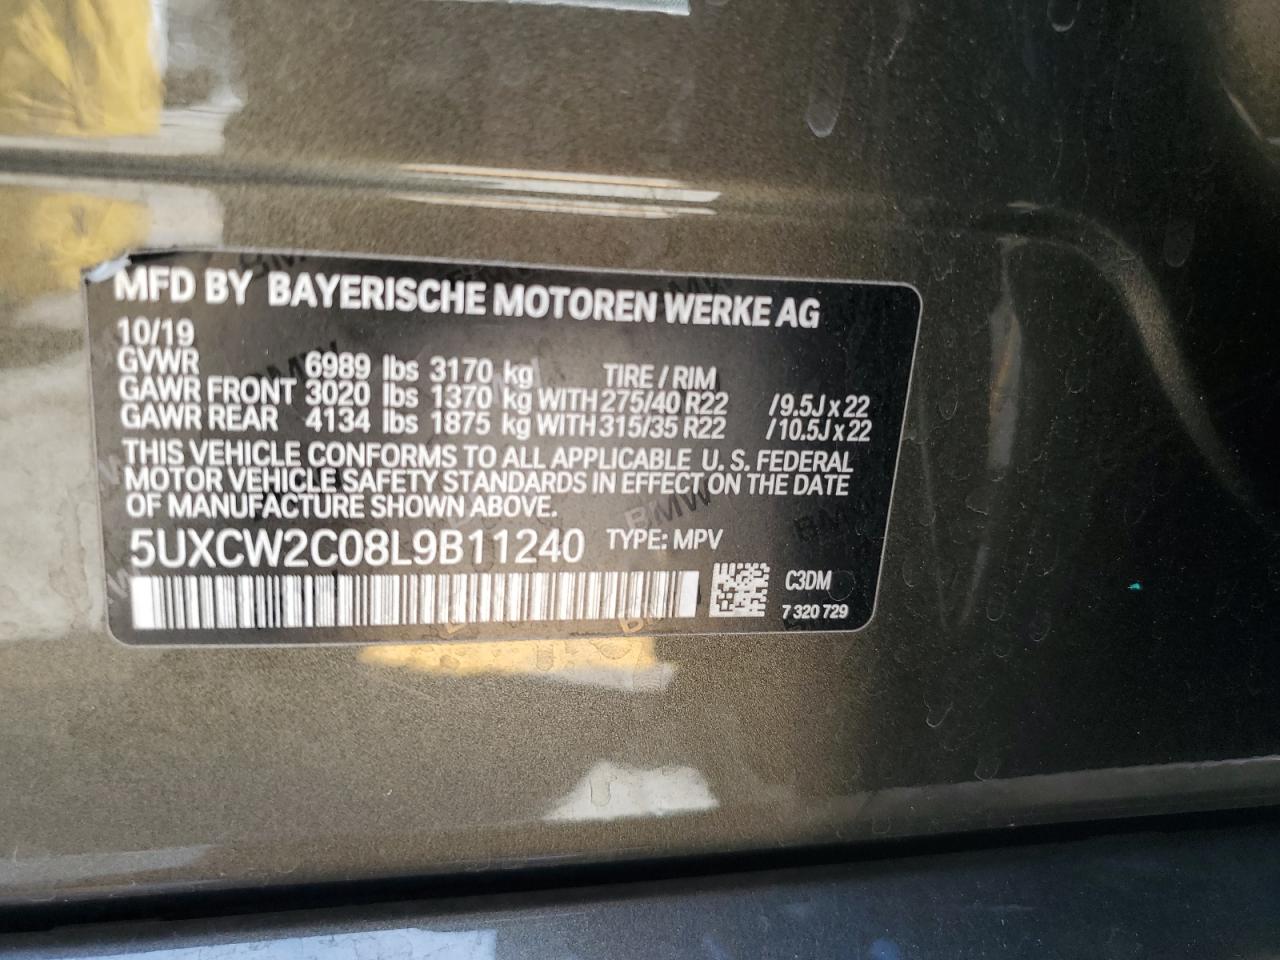 MFD BY BAYERISCHE MOTOREN WERKE AG
10/19
GVWR 6989 lbs 3170 kg TIRE / RIM
GAWR FRONT 3020 lbs 1370 kg WITH 275/40 R22 /9.5J x 22
GAWR REAR 4134 lbs 1875 kg WITH 315/35 R22 /10.5J x 22
THIS VEHICLE CONFORMS TO ALL APPLICABLE U. S. FEDERAL
MOTOR VEHICLE SAFETY STANDARDS IN EFFECT ON THE DATE
OF MANUFACTURE SHOWN ABOVE.
5UXCW2C08L9B11240 TYPE: MPV
C3DM
7 320 729